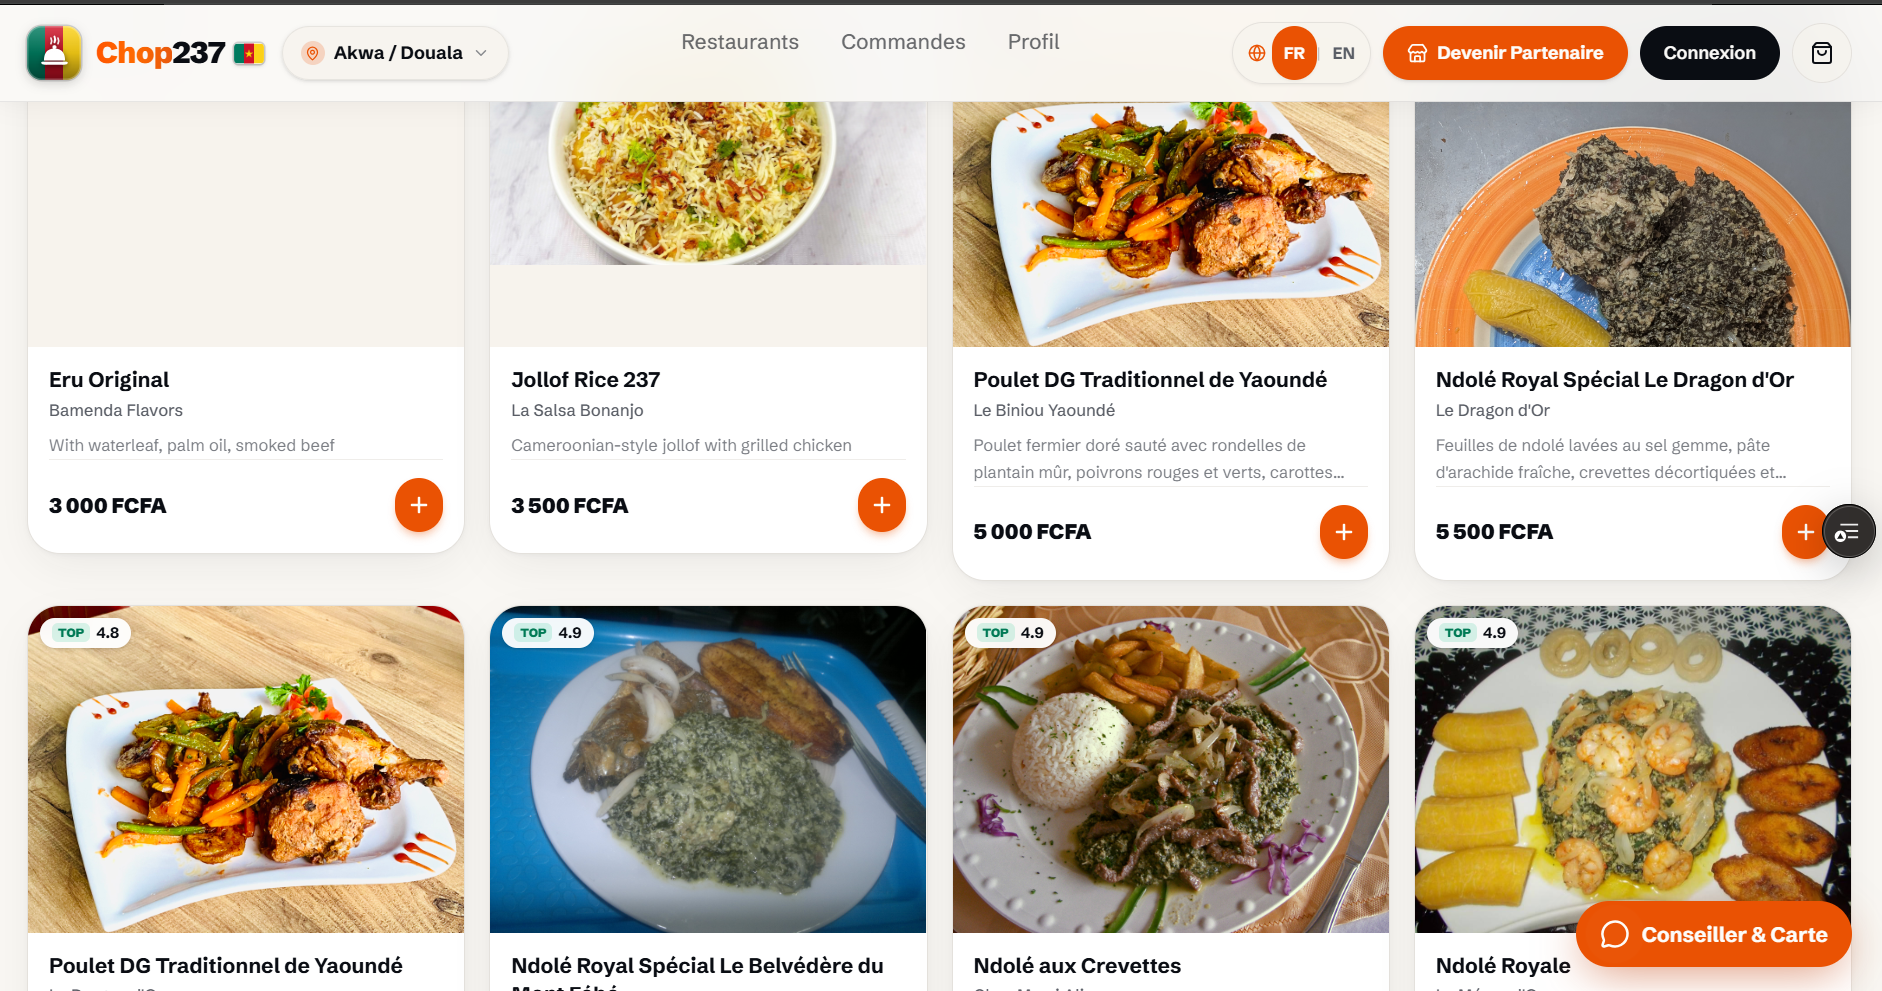 Chop237
Akwa / Douala
Restaurants
Commandes
Profil
FR
EN
Devenir Partenaire
Connexion
Eru Original
Bamenda Flavors
With waterleaf, palm oil, smoked beef
3 000 FCFA
Jollof Rice 237
La Salsa Bonanjo
Cameroonian-style jollof with grilled chicken
3 500 FCFA
Poulet DG Traditionnel de Yaoundé
Le Biniou Yaoundé
Poulet fermier doré sauté avec rondelles de
plantain mûr, poivrons rouges et verts, carottes...
5 000 FCFA
Ndolé Royal Spécial Le Dragon d'Or
Le Dragon d'Or
Feuilles de ndolé lavées au sel gemme, pâte
d'arachide fraîche, crevettes décortiquées et...
5 500 FCFA
TOP 4.8
Poulet DG Traditionnel de Yaoundé
TOP 4.9
Ndolé Royal Spécial Le Belvédère du
TOP 4.9
Ndolé aux Crevettes
TOP 4.9
Ndolé Royale
Conseiller & Carte